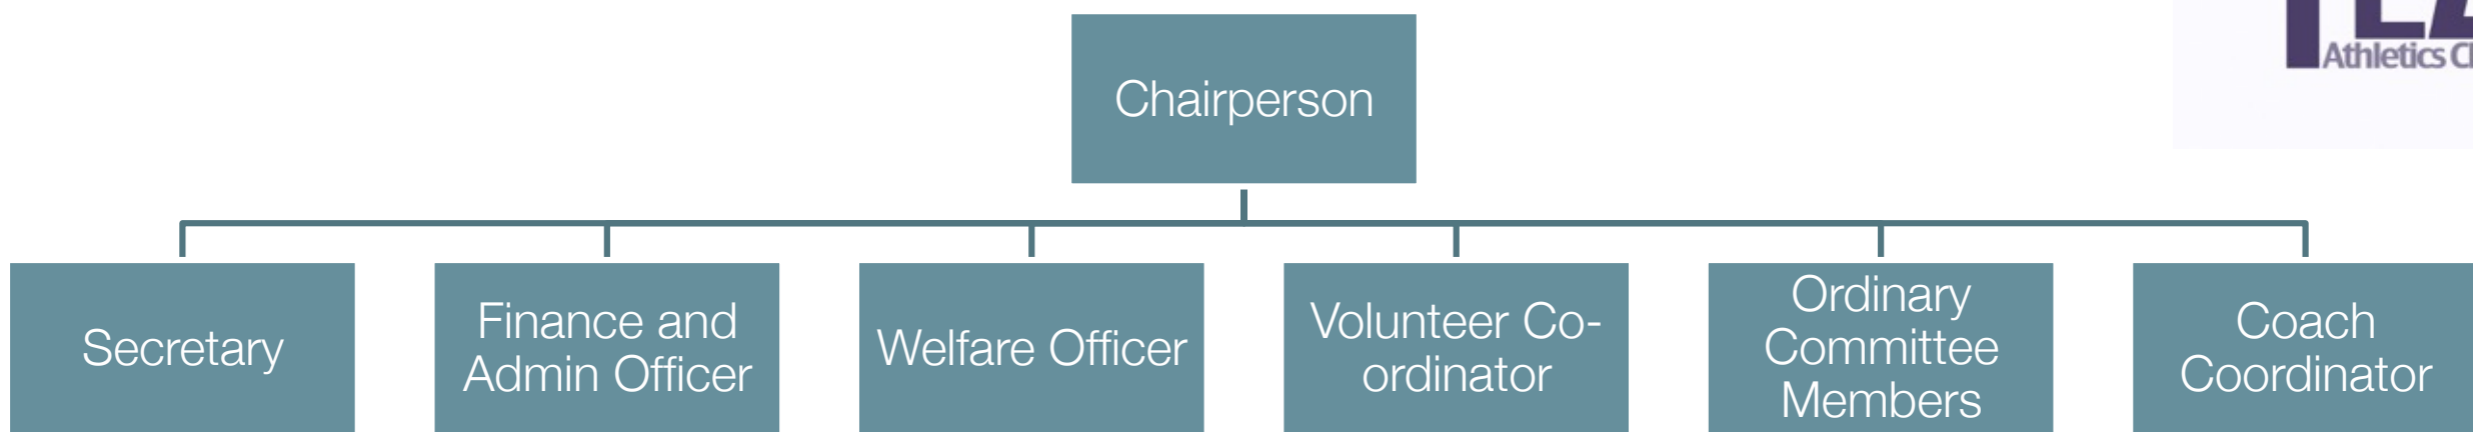 Athletics
Chairperson
Secretary
Finance and
Admin Officer
Welfare Officer
Volunteer Co-
ordinator
Ordinary
Committee
Members
Coach
Coordinator